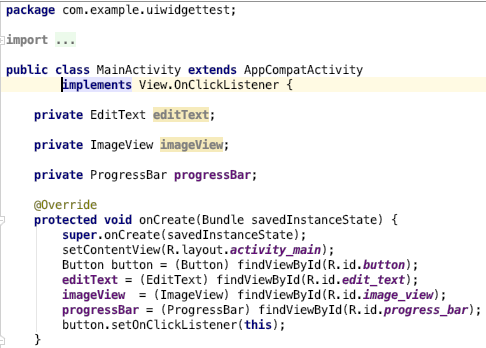 package com.example.uiwidgettest;
import ...
public class MainActivity extends AppCompatActivity
implements View.OnClickListener {
private EditText editText;
private ImageView imageView;
private ProgressBar progressBar;
@Override
protected void onCreate(Bundle savedInstanceState) {
super.onCreate(savedInstanceState);
setContentView(R.layout.activity_main);
Button button = (Button) findViewById(R.id.button);
editText = (EditText) findViewById(R.id.edit_text);
imageView  = (ImageView) findViewById(R.id.image_view);
progressBar = (ProgressBar) findViewById(R.id.progress_bar);
button.setOnClickListener(this);
}